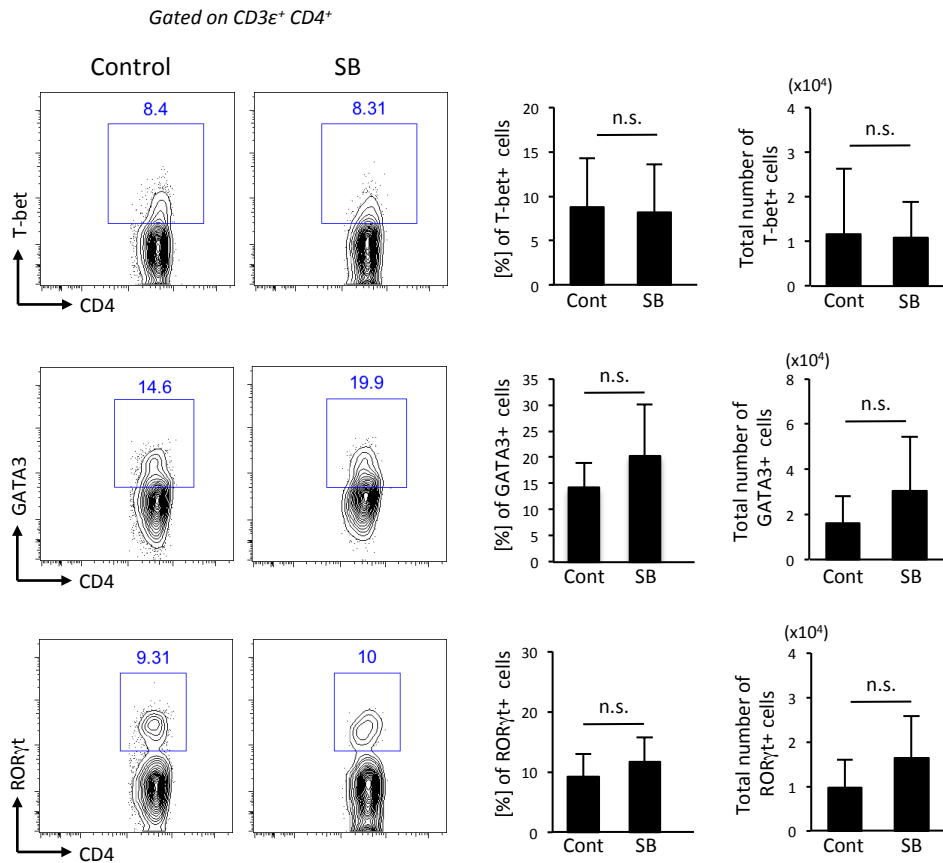 Gated on CD3ε⁺ CD4⁺
Control
SB
8.4
8.31
T-bet
CD4
[%] of T-bet+ cells
20
15
10
5
0
n.s.
Cont
SB
(x10⁴)
Total number of
T-bet+ cells
4
3
2
1
0
n.s.
Cont
SB
14.6
19.9
GATA3
CD4
[%] of GATA3+ cells
35
30
25
20
15
10
5
0
n.s.
Cont
SB
(x10⁴)
Total number of
GATA3+ cells
8
6
4
2
0
n.s.
Cont
SB
9.31
10
RORγt
CD4
[%] of RORγt+ cells
30
20
10
0
n.s.
Cont
SB
(x10⁴)
Total number of
RORγt+ cells
4
3
2
1
0
n.s.
Cont
SB